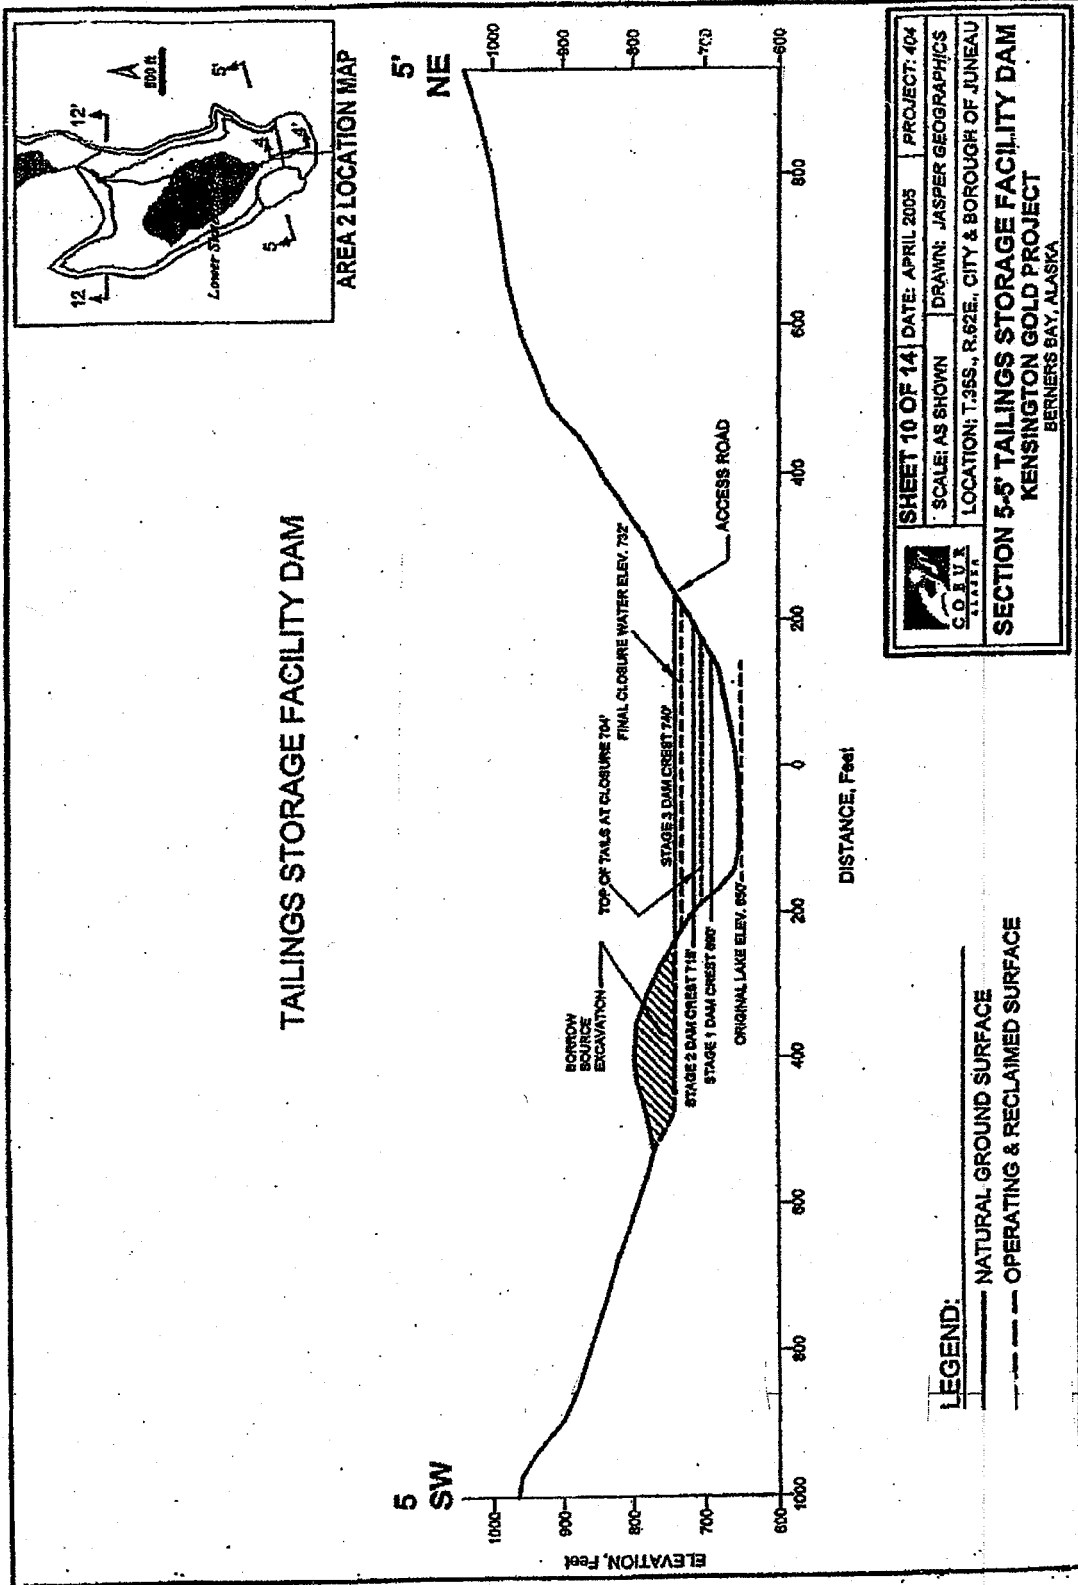 TAILINGS STORAGE FACILITY DAM
12
12'
5
5'
4
4'
Lower
800 ft
AREA 2 LOCATION MAP
5
SW
5'
NE
ELEVATION, Feet
1000
900
800
700
600
1000
900
800
700
600
BORROW
SOURCE
EXCAVATION
TOP OF TAILS AT CLOSURE 704'
FINAL CLOSURE WATER ELEV. 732'
STAGE 3 DAM CREST 740'
STAGE 2 DAM CREST 718'
STAGE 1 DAM CREST 690'
ORIGINAL LAKE ELEV. 650'
ACCESS ROAD
1000
800
600
400
200
0
200
400
600
800
DISTANCE, Feet
LEGEND:
NATURAL GROUND SURFACE
OPERATING & RECLAIMED SURFACE
COEUR
ALASKA
SHEET 10 OF 14
DATE: APRIL 2005
PROJECT: 404
SCALE: AS SHOWN
DRAWN: JASPER GEOGRAPHICS
LOCATION: T.35S., R.62E., CITY & BOROUGH OF JUNEAU
SECTION 5-5' TAILINGS STORAGE FACILITY DAM
KENSINGTON GOLD PROJECT
BERNERS BAY, ALASKA